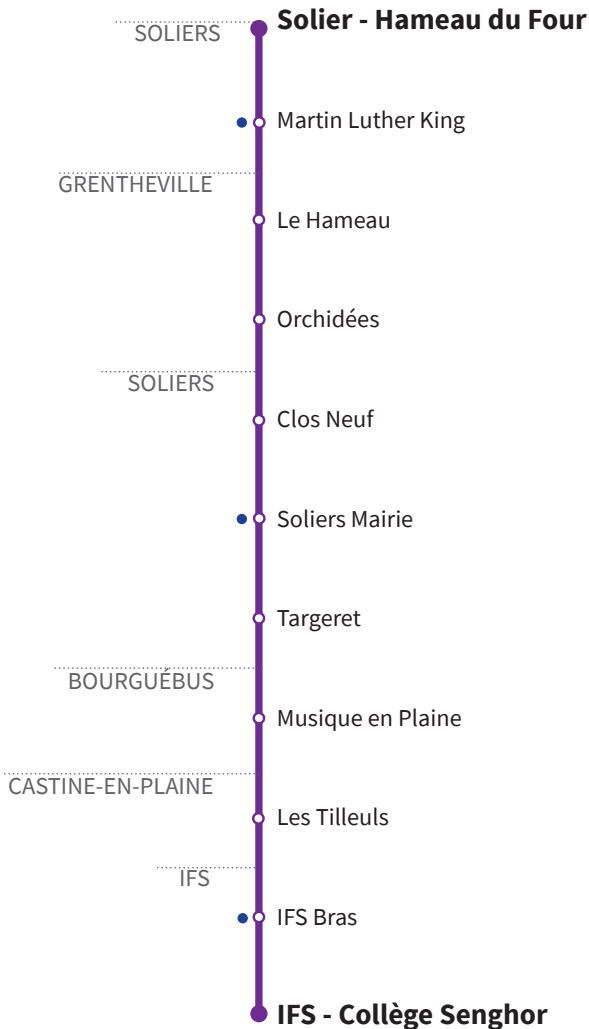 Solier - Hameau du Four
SOLIERS
Martin Luther King
GRENTHEVILLE
Le Hameau
Orchidées
SOLIERS
Clos Neuf
Soliers Mairie
Targeret
BOURGUÉBUS
Musique en Plaine
CASTINE-EN-PLAINE
Les Tilleuls
IFS
IFS Bras
IFS - Collège Senghor